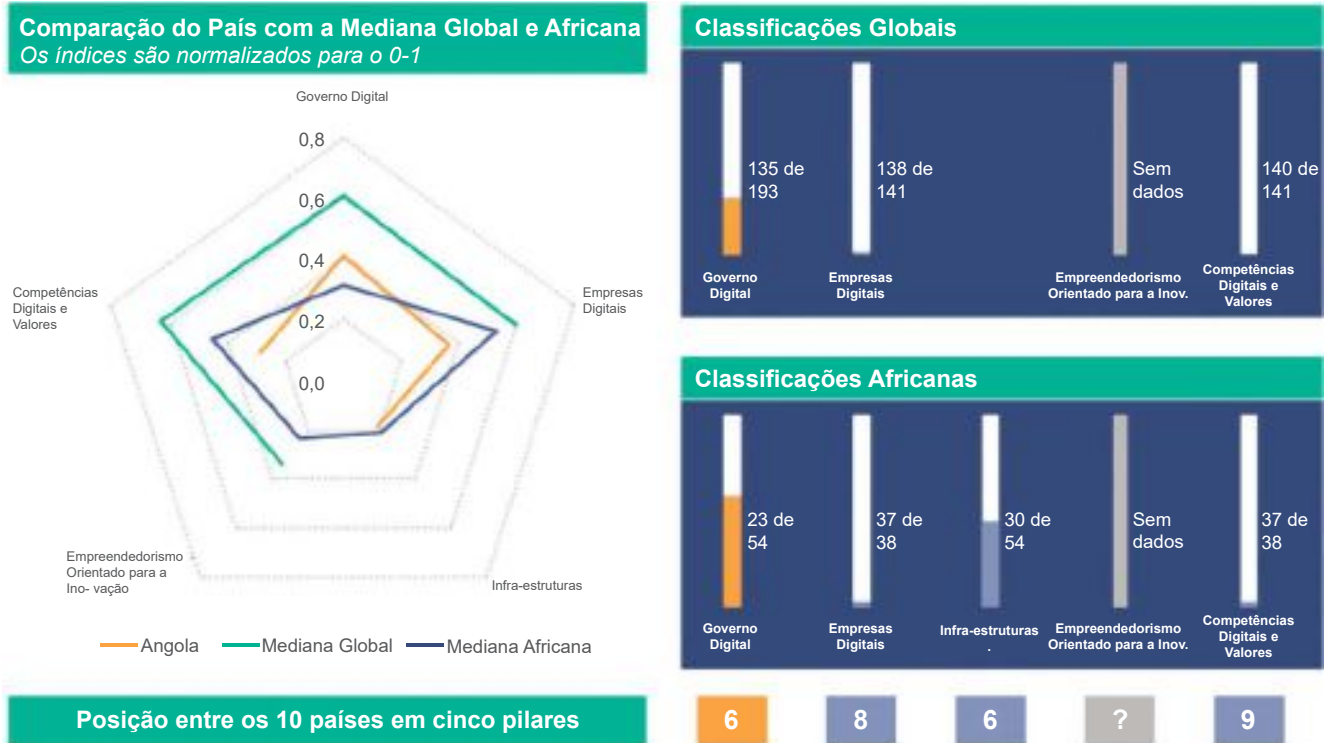 Comparação do País com a Mediana Global e Africana
Os índices são normalizados para o 0-1
Governo Digital
0,8
0,6
0,4
0,2
0,0
Competências
Digitais e
Valores
Empresas
Digitais
Empreendedorismo
Orientado para a
Ino- vação
Infra-estruturas
Angola
Mediana Global
Mediana Africana
Classificações Globais
135 de
193
138 de
141
Sem
dados
140 de
141
Governo
Digital
Empresas
Digitais
Empreendedorismo
Orientado para a Inov.
Competências
Digitais e
Valores
Classificações Africanas
23 de
54
37 de
38
30 de
54
Sem
dados
37 de
38
Governo
Digital
Empresas
Digitais
Infra-estruturas
.
Empreendedorismo
Orientado para a Inov.
Competências
Digitais e
Valores
Posição entre os 10 países em cinco pilares
6
8
6
?
9